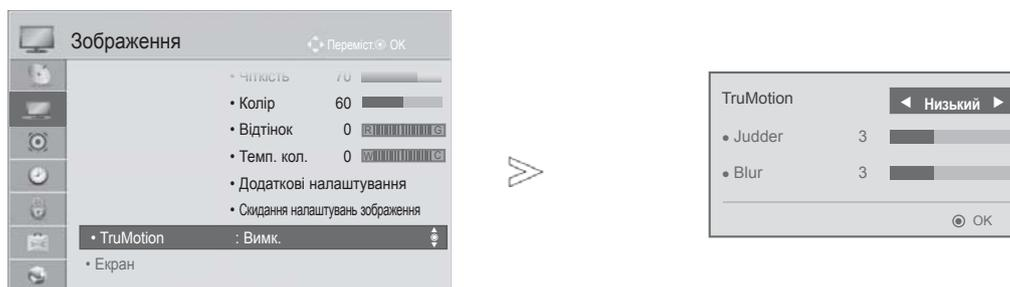 Зображення
Переміст. OK
• Чіткість 70
• Колір 60
• Відтінок 0 R G
• Темп. кол. 0 W C
• Додаткові налаштування
• Скидання налаштувань зображення
• TruMotion : Вимк.
• Екран
TruMotion ◄ Низький ►
• Judder 3
• Blur 3
OK